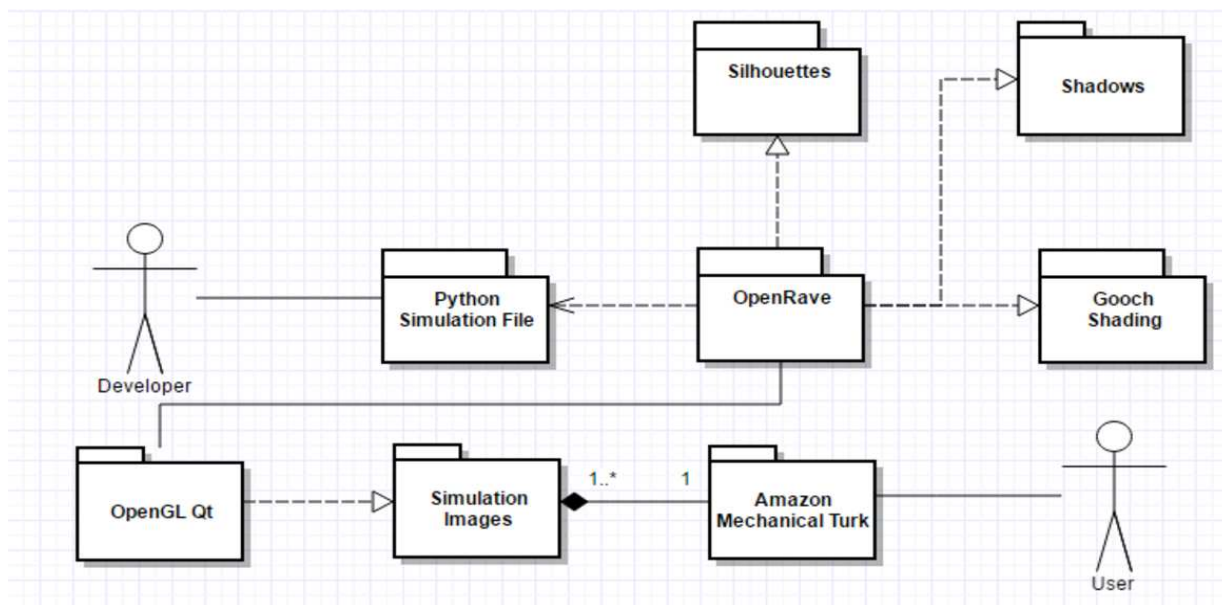 Silhouettes
Shadows
Developer
Python
Simulation File
OpenRave
Gooch
Shading
OpenGL Qt
Simulation
Images
1..*
1
Amazon
Mechanical Turk
User